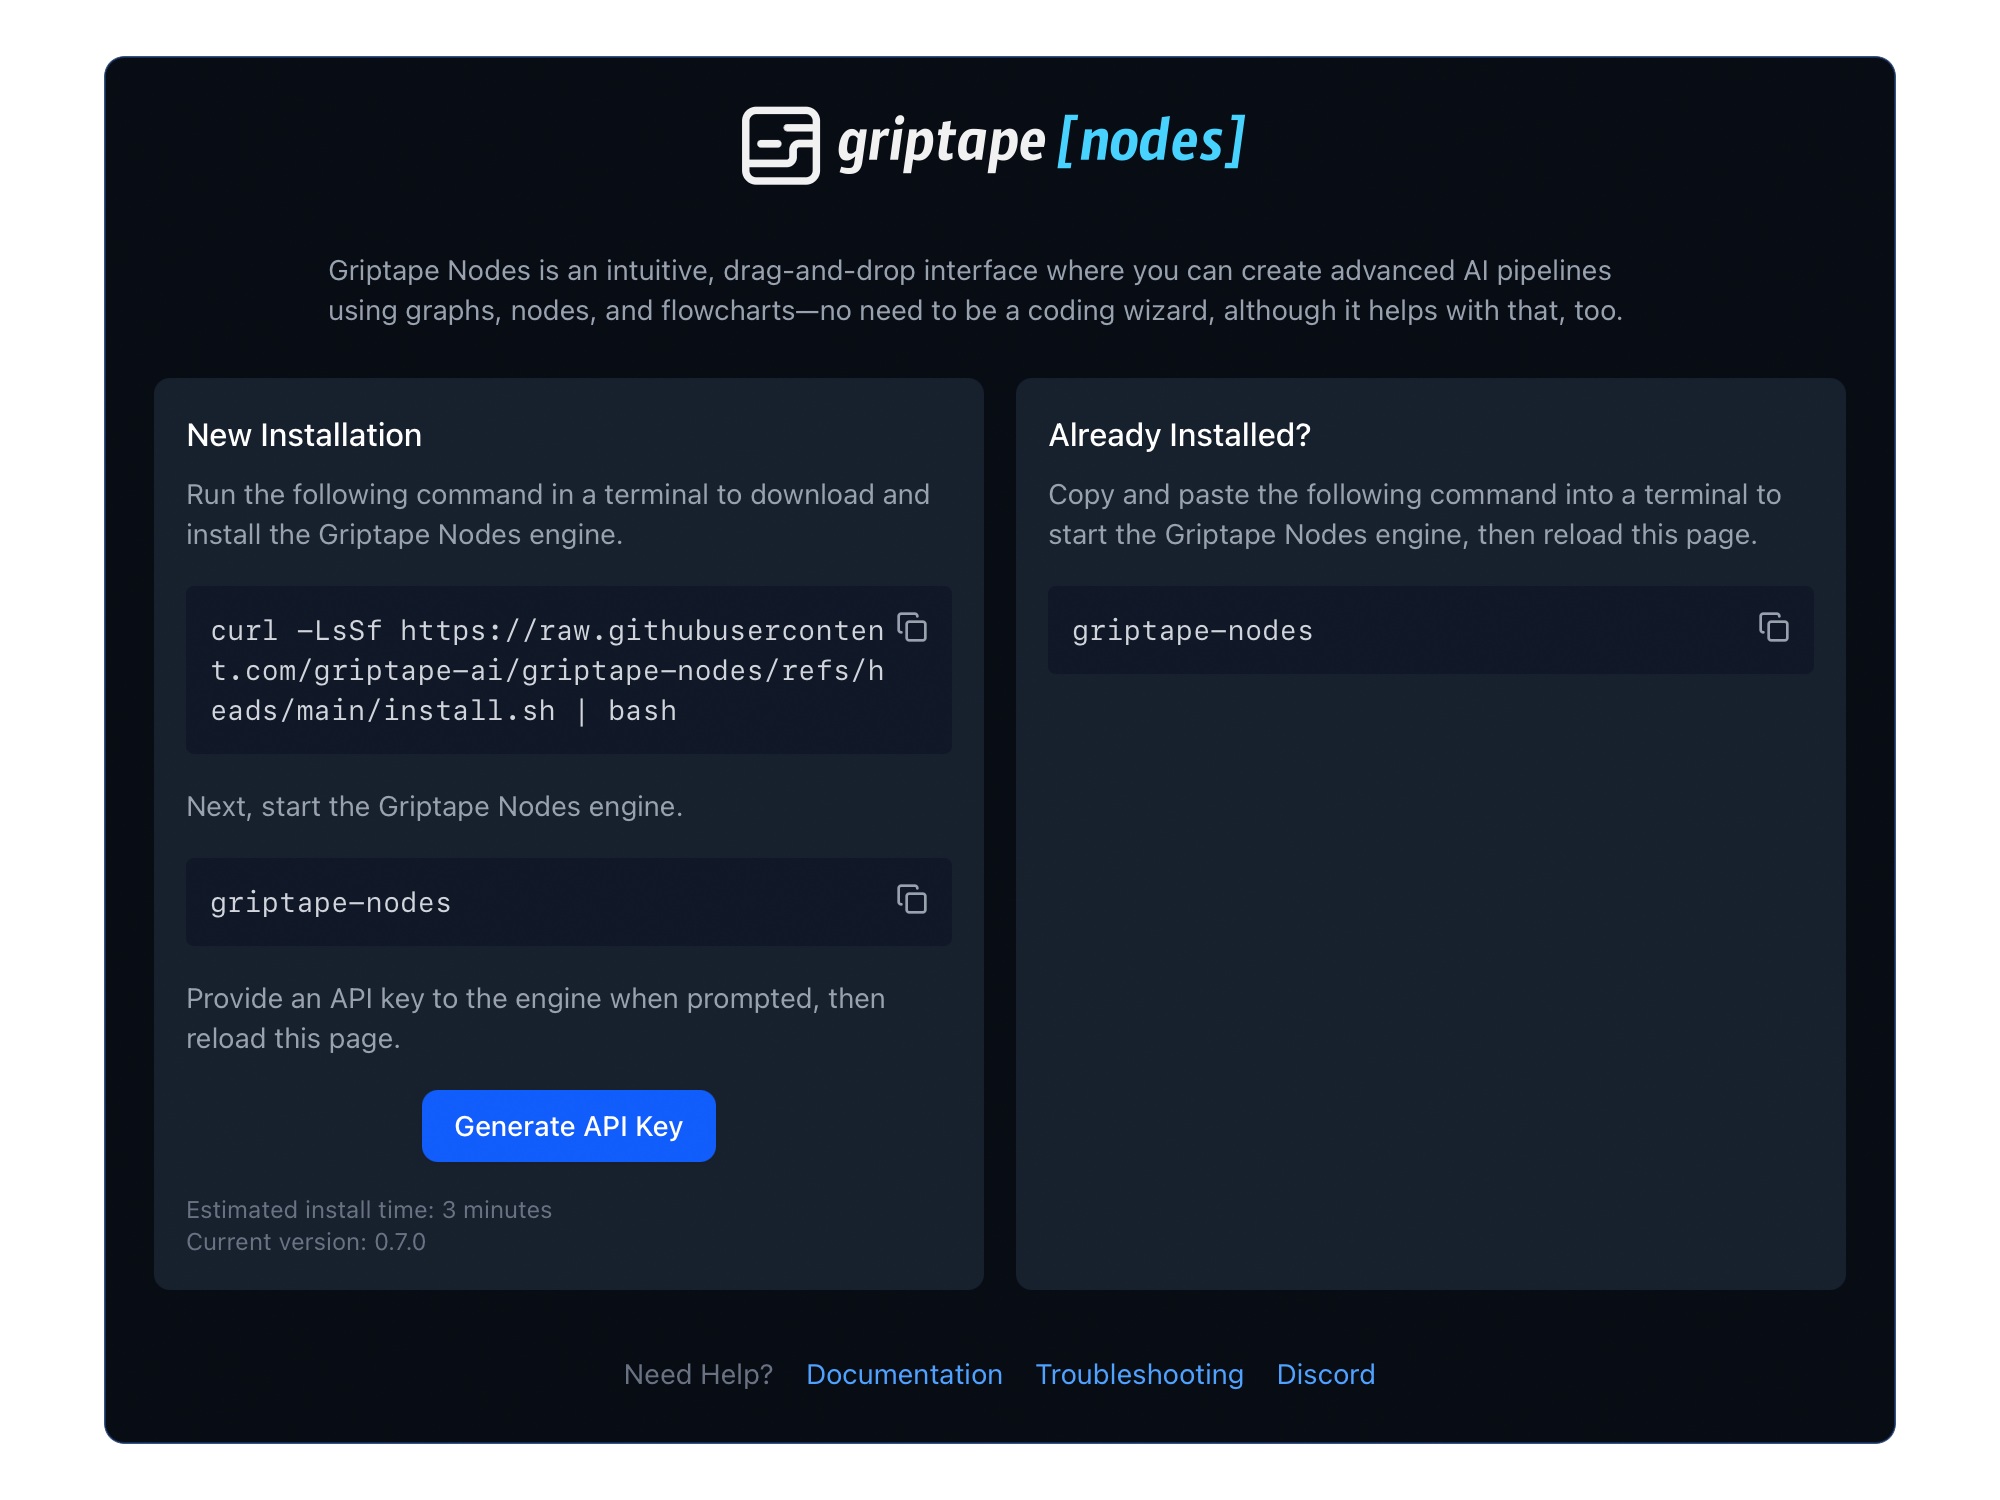 griptape [nodes]
Griptape Nodes is an intuitive, drag-and-drop interface where you can create advanced AI pipelines
using graphs, nodes, and flowcharts—no need to be a coding wizard, although it helps with that, too.
New Installation
Run the following command in a terminal to download and
install the Griptape Nodes engine.
curl -LsSf https://raw.githubuserconten
t.com/griptape-ai/griptape-nodes/refs/h
eads/main/install.sh | bash
Next, start the Griptape Nodes engine.
griptape-nodes
Provide an API key to the engine when prompted, then
reload this page.
Generate API Key
Estimated install time: 3 minutes
Current version: 0.7.0
Already Installed?
Copy and paste the following command into a terminal to
start the Griptape Nodes engine, then reload this page.
griptape-nodes
Need Help? Documentation Troubleshooting Discord